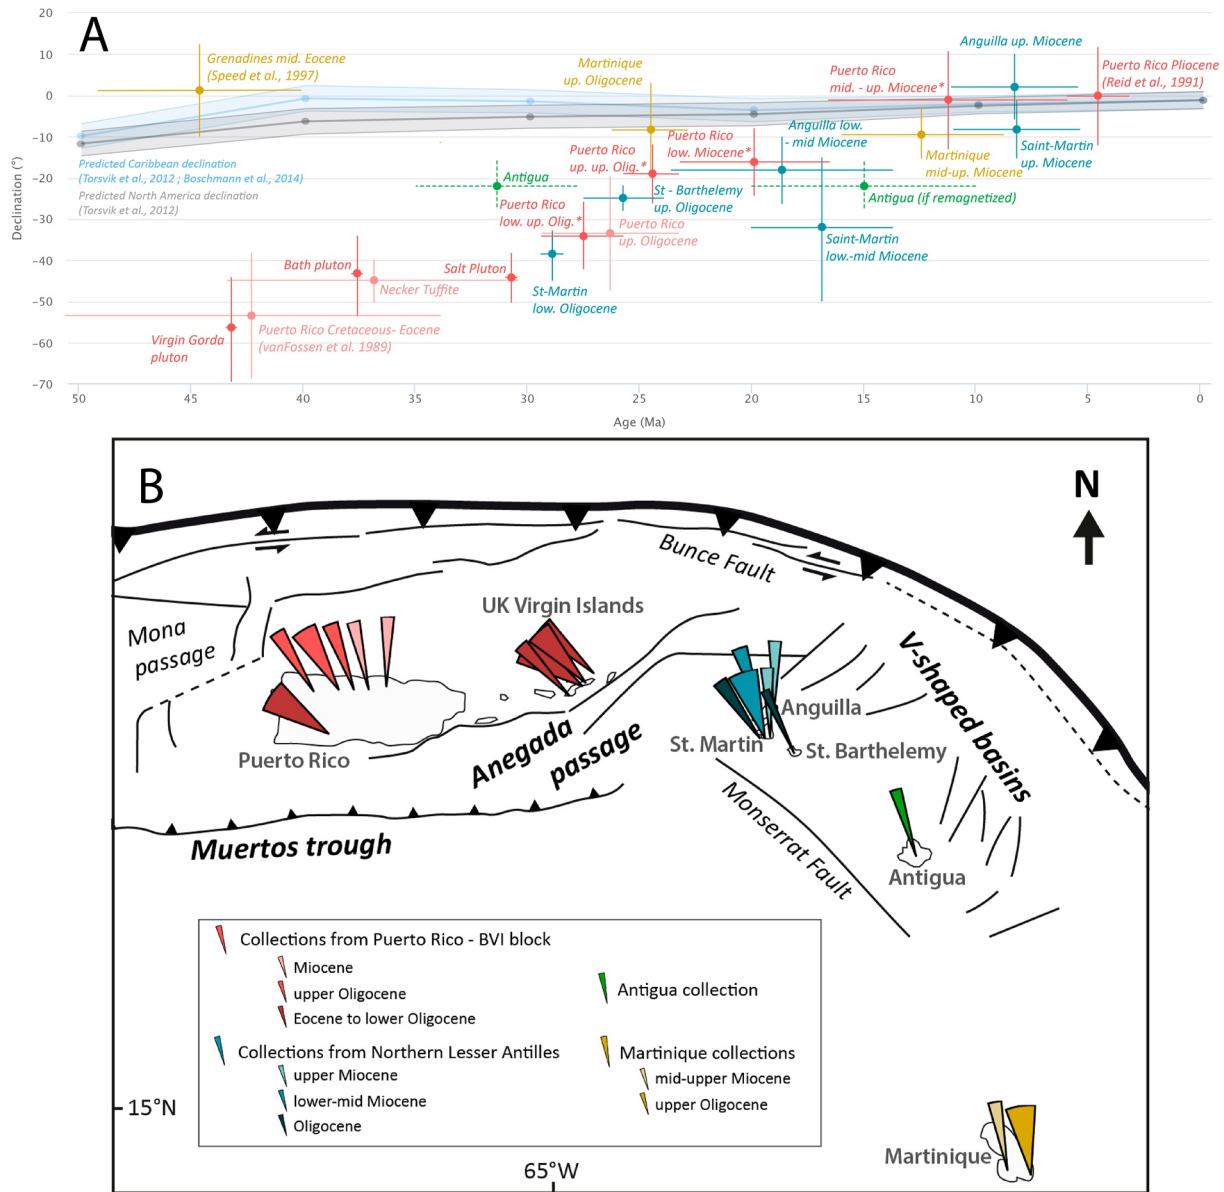 A
20
10
0
−10
−20
−30
−40
−50
−60
−70
Declination (°)
Grenadines mid. Eocene
(Speed et al., 1997)
Martinique
up. Oligocene
Puerto Rico
mid. - up. Miocene*
Anguilla up. Miocene
Puerto Rico Pliocene
(Reid et al., 1991)
Predicted Caribbean declination
(Torsvik et al., 2012 ; Boschmann et al., 2014)
Predicted North America declination
(Torsvik et al., 2012)
Antigua
Puerto Rico
up. up. Olig.*
Puerto Rico
low. Miocene*
Anguilla low.
- mid Miocene
Martinique
mid-up. Miocene
Saint-Martin
up. Miocene
St - Barthelemy
up. Oligocene
Antigua (if remagnetized)
Puerto Rico
low. up. Olig.*
Puerto Rico
up. Oligocene
Saint-Martin
low.-mid Miocene
Bath pluton
Necker Tuffite
Salt Pluton
St-Martin
low. Oligocene
Virgin Gorda
pluton
Puerto Rico Cretaceous- Eocene
(vanFossen et al. 1989)
50
45
40
35
30
25
20
15
10
5
0
Age (Ma)
B
N
Bunce Fault
Mona
passage
UK Virgin Islands
V-shaped basins
Anguilla
Puerto Rico
Anegada
passage
St. Martin
St. Barthelemy
Muertos trough
Monserrat Fault
Antigua
Collections from Puerto Rico - BVI block
Miocene
upper Oligocene
Eocene to lower Oligocene
Collections from Northern Lesser Antilles
upper Miocene
lower-mid Miocene
Oligocene
Antigua collection
Martinique collections
mid-upper Miocene
upper Oligocene
15°N
65°W
Martinique